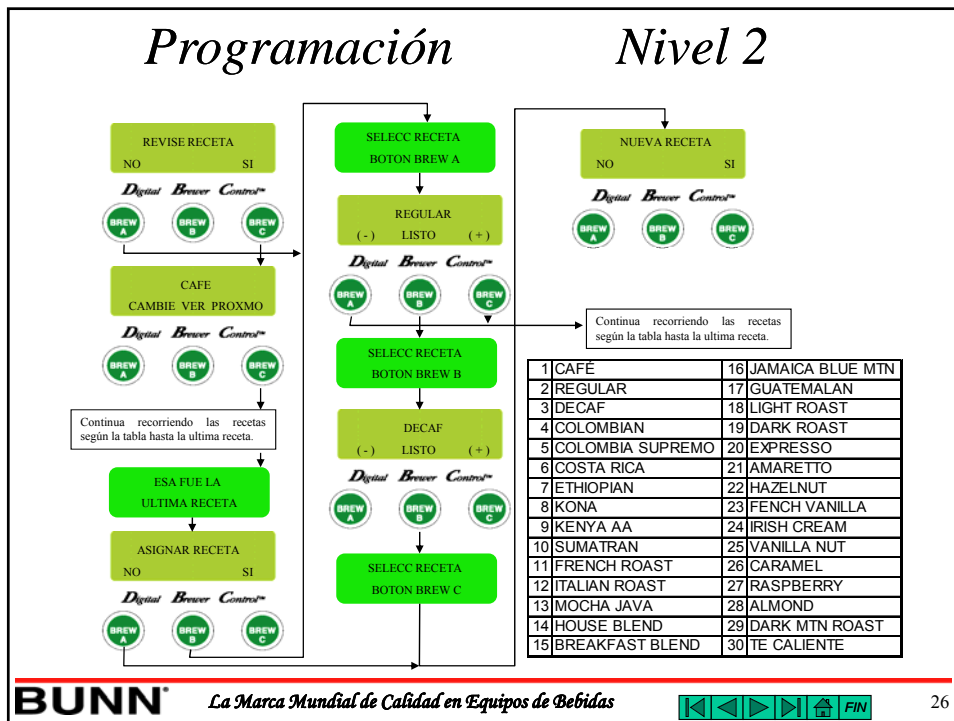 Programación Nivel 2
REVISE RECETA
NO SI
Digital Brewer Control™
BREW A BREW B BREW C
CAFE
CAMBIE VER PROXMO
Digital Brewer Control™
BREW A BREW B BREW C
Continua recorriendo las recetas
según la tabla hasta la ultima receta.
ESA FUE LA
ULTIMA RECETA
ASIGNAR RECETA
NO SI
Digital Brewer Control™
BREW A BREW B BREW C
SELECC RECETA
BOTON BREW A
REGULAR
( - ) LISTO ( + )
Digital Brewer Control™
BREW A BREW B BREW C
SELECC RECETA
BOTON BREW B
DECAF
( - ) LISTO ( + )
Digital Brewer Control™
BREW A BREW B BREW C
SELECC RECETA
BOTON BREW C
NUEVA RECETA
NO SI
Digital Brewer Control™
BREW A BREW B BREW C
Continua recorriendo las recetas
según la tabla hasta la ultima receta.
1 CAFÉ 16 JAMAICA BLUE MTN
2 REGULAR 17 GUATEMALAN
3 DECAF 18 LIGHT ROAST
4 COLOMBIAN 19 DARK ROAST
5 COLOMBIA SUPREMO 20 EXPRESSO
6 COSTA RICA 21 AMARETTO
7 ETHIOPIAN 22 HAZELNUT
8 KONA 23 FENCH VANILLA
9 KENYA AA 24 IRISH CREAM
10 SUMATRAN 25 VANILLA NUT
11 FRENCH ROAST 26 CARAMEL
12 ITALIAN ROAST 27 RASPBERRY
13 MOCHA JAVA 28 ALMOND
14 HOUSE BLEND 29 DARK MTN ROAST
15 BREAKFAST BLEND 30 TE CALIENTE
BUNN® La Marca Mundial de Calidad en Equipos de Bebidas FIN 26